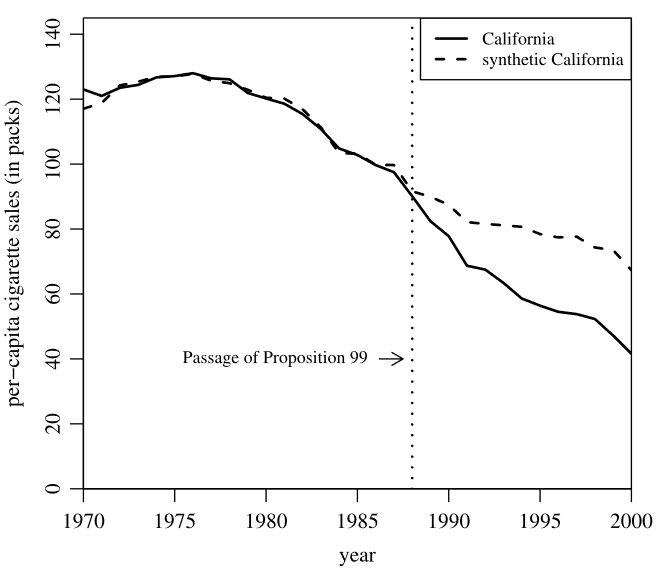 California
synthetic California
140
120
100
80
60
40
20
0
per−capita cigarette sales (in packs)
Passage of Proposition 99
1970 1975 1980 1985 1990 1995 2000
year